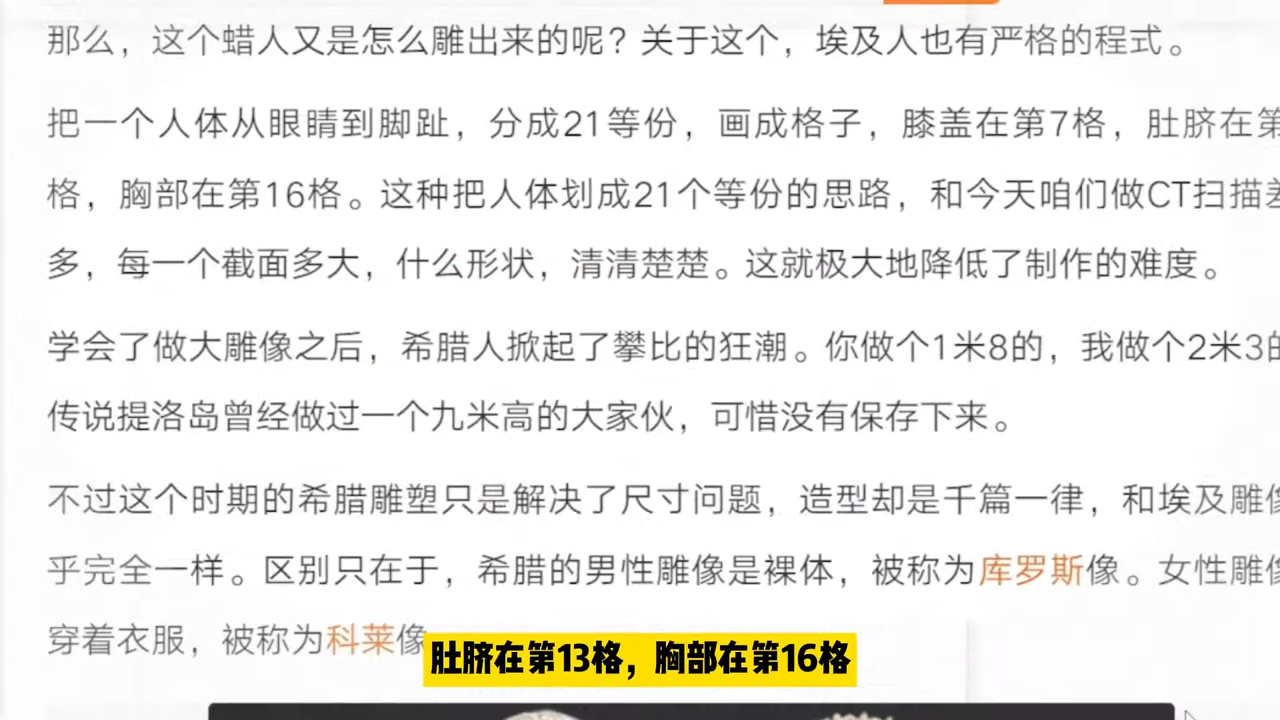 那么，这个蜡人又是怎么雕出来的呢？关于这个，埃及人也有严格的程式。
把一个人体从眼睛到脚趾，分成21等份，画成格子，膝盖在第7格，肚脐在第
格，胸部在第16格。这种把人体划成21个等份的思路，和今天咱们做CT扫描差
多，每一个截面多大，什么形状，清清楚楚。这就极大地降低了制作的难度。
学会了做大雕像之后，希腊人掀起了攀比的狂潮。你做个1米8的，我做个2米3的
传说提洛岛曾经做过一个九米高的大家伙，可惜没有保存下来。
不过这个时期的希腊雕塑只是解决了尺寸问题，造型却是千篇一律，和埃及雕像
乎完全一样。区别只在于，希腊的男性雕像是裸体，被称为库罗斯像。女性雕像
穿着衣服，被称为科莱像
肚脐在第13格，胸部在第16格